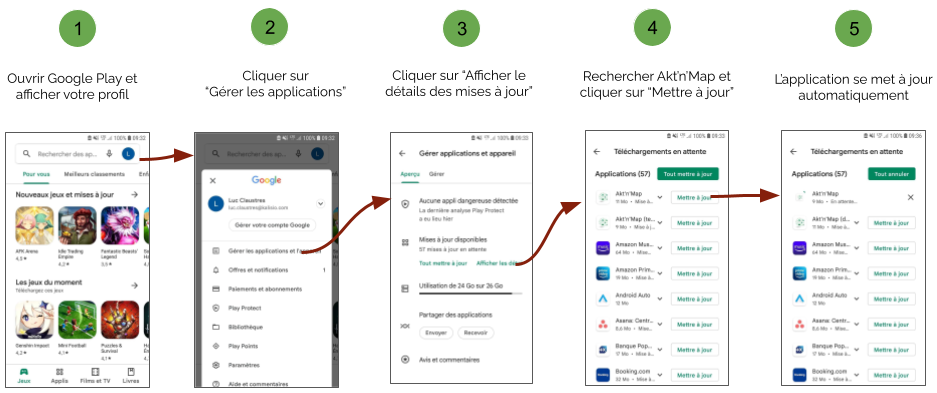 1
Ouvrir Google Play et
afficher votre profil
2
Cliquer sur
“Gérer les applications”
3
Cliquer sur “Afficher le
détails des mises à jour”
4
Rechercher Akt’n’Map et
cliquer sur “Mettre à jour”
5
L’application se met à jour
automatiquement
100% 09:33
Rechercher des ap...
L
Pour vous Meilleurs classements Enfa
Nouveaux jeux et mises à jour →
APK Arena
4,3★
Idle Trading
Empire
4,2★
Fantastic Beasts'
Legend
3,5★
Les jeux du moment →
Téléchargez ces jeux
Genshin Impact
4,2★
Mini Football
4,1★
Puzzles &
Survival
4,1★
Jeux Applis Films et TV Livres
100% 09:33
Rechercher des ap...
Google
L
Luc Claustres
Gérer votre compte Google
Gérer les applications et l'appareil
Offres et notifications 1
Paiements et abonnements
Play Protect
Bibliothèque
Play Points
Paramètres
Aide et commentaires
100% 09:33
← Gérer applications et appareil
Aperçu Gérer
Aucune appli dangereuse détectée
La dernière analyse Play Protect
a eu lieu hier
Mises à jour disponibles
57 mises à jour en attente
Tout mettre à jour Afficher les dé
Utilisation de 24 Go sur 26 Go
Partager des applications
Envoyer Recevoir
Avis et commentaires
100% 09:33
← Téléchargements en attente
Applications (57) Tout mettre à jour
Akt'n'Map
11 Mo • Mise... Mettre à jour
Akt'n'Map (te...
9 Mo • Mise... Mettre à jour
Amazon Mus...
64 Mo • Mise... Mettre à jour
Amazon Prim...
19 Mo • Mise à... Mettre à jour
Android Auto
12 Mo Mettre à jour
Asana: Centr...
8,6 Mo • Mise... Mettre à jour
Banque Pop...
17 Mo • Mise à... Mettre à jour
Booking.com
32 Mo • Mise à... Mettre à jour
100% 09:36
← Téléchargements en attente
Applications (57) Tout annuler
Akt'n'Map
9 Mo • En attente...
Akt'n'Map (d...
9 Mo • Mise... Mettre à jour
Amazon Mus...
64 Mo • Mise... Mettre à jour
Amazon Prim...
19 Mo • Mise à... Mettre à jour
Android Auto
12 Mo Mettre à jour
Asana: Centr...
8,6 Mo • Mise... Mettre à jour
Banque Pop...
17 Mo • Mise à... Mettre à jour
Booking.com
32 Mo • Mise à... Mettre à jour